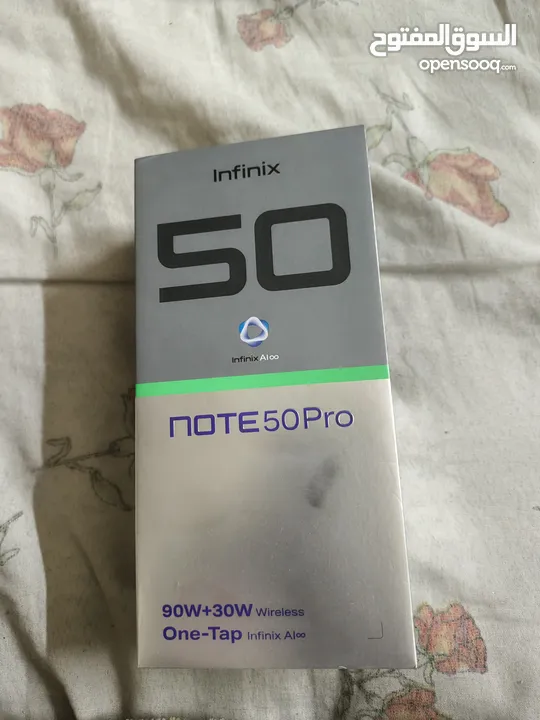 السوق المفتوح
opensooq.com
Infinix
50
Infinix AI∞
NOTE 50 Pro
90W+30W Wireless
One-Tap Infinix AI∞